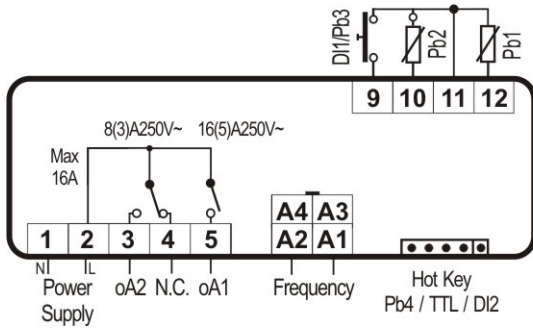 DI1/Pb3
Pb2
Pb1
9 10 11 12
8(3)A250V~ 16(5)A250V~
Max
16A
A4 A3
A2 A1
1 2 3 4 5
N L
Power
Supply
oA2 N.C. oA1
Frequency
Hot Key
Pb4 / TTL / DI2